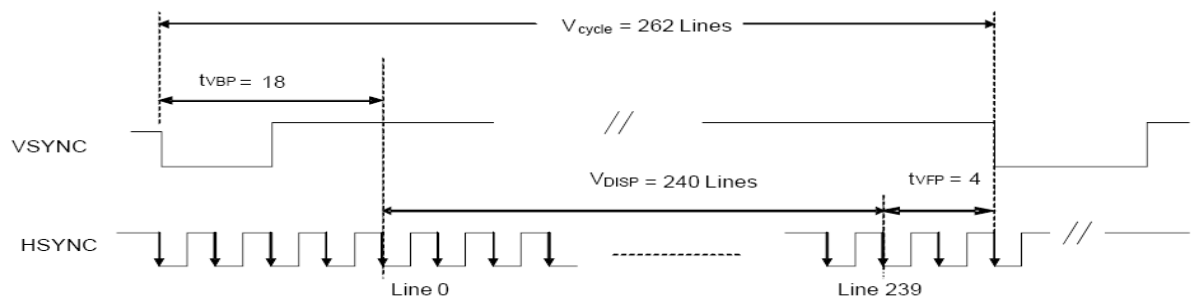 Vcycle = 262 Lines
tVBP = 18
VSYNC
//
VDISP = 240 Lines
tVFP = 4
HSYNC
//
Line 0
Line 239